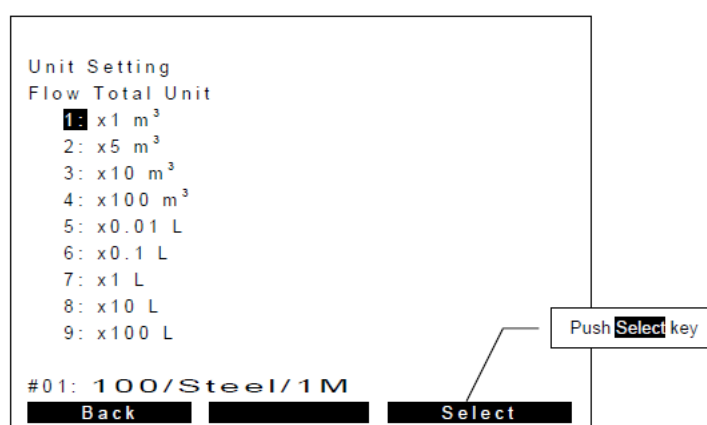 Unit Setting
Flow Total Unit
1: x1 m³
2: x5 m³
3: x10 m³
4: x100 m³
5: x0.01 L
6: x0.1 L
7: x1 L
8: x10 L
9: x100 L
Push Select key
#01: 100/Steel/1M
Back Select